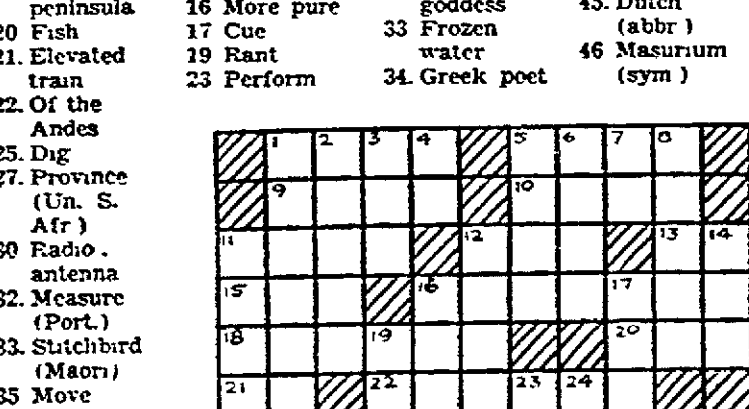 peninsula
20 Fish
21. Elevated
train
22. Of the
Andes
25. Dig
27. Province
(Un. S.
Afr)
30 Radio.
antenna
32. Measure
(Port.)
33. Stitchbird
(Maori)
35 Move
16 More pure
17 Cue
19 Rant
23 Perform
goddess
33 Frozen
water
34. Greek poet
45. Dutch
(abbr)
46 Masurium
(sym)
1 2 3 4 5 6 7 8
9 10
11 12 13 14
15 16 17
18 19 20
21 22 23 24